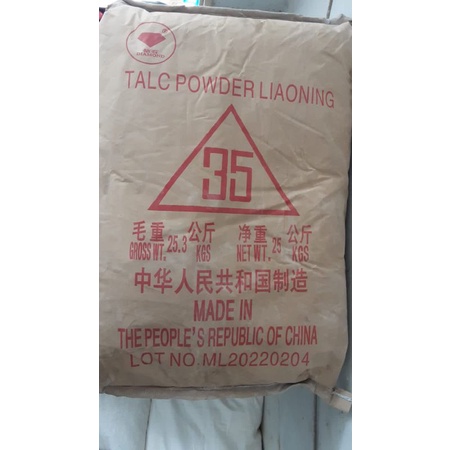 TALC POWDER LIAONING
35
毛重 25.3 公斤 净重 25 公斤
GROSS WT. KGS NET WT. KGS
中华人民共和国制造
MADE IN
THE PEOPLE'S REPUBLIC OF CHINA
LOT NO.ML20220204